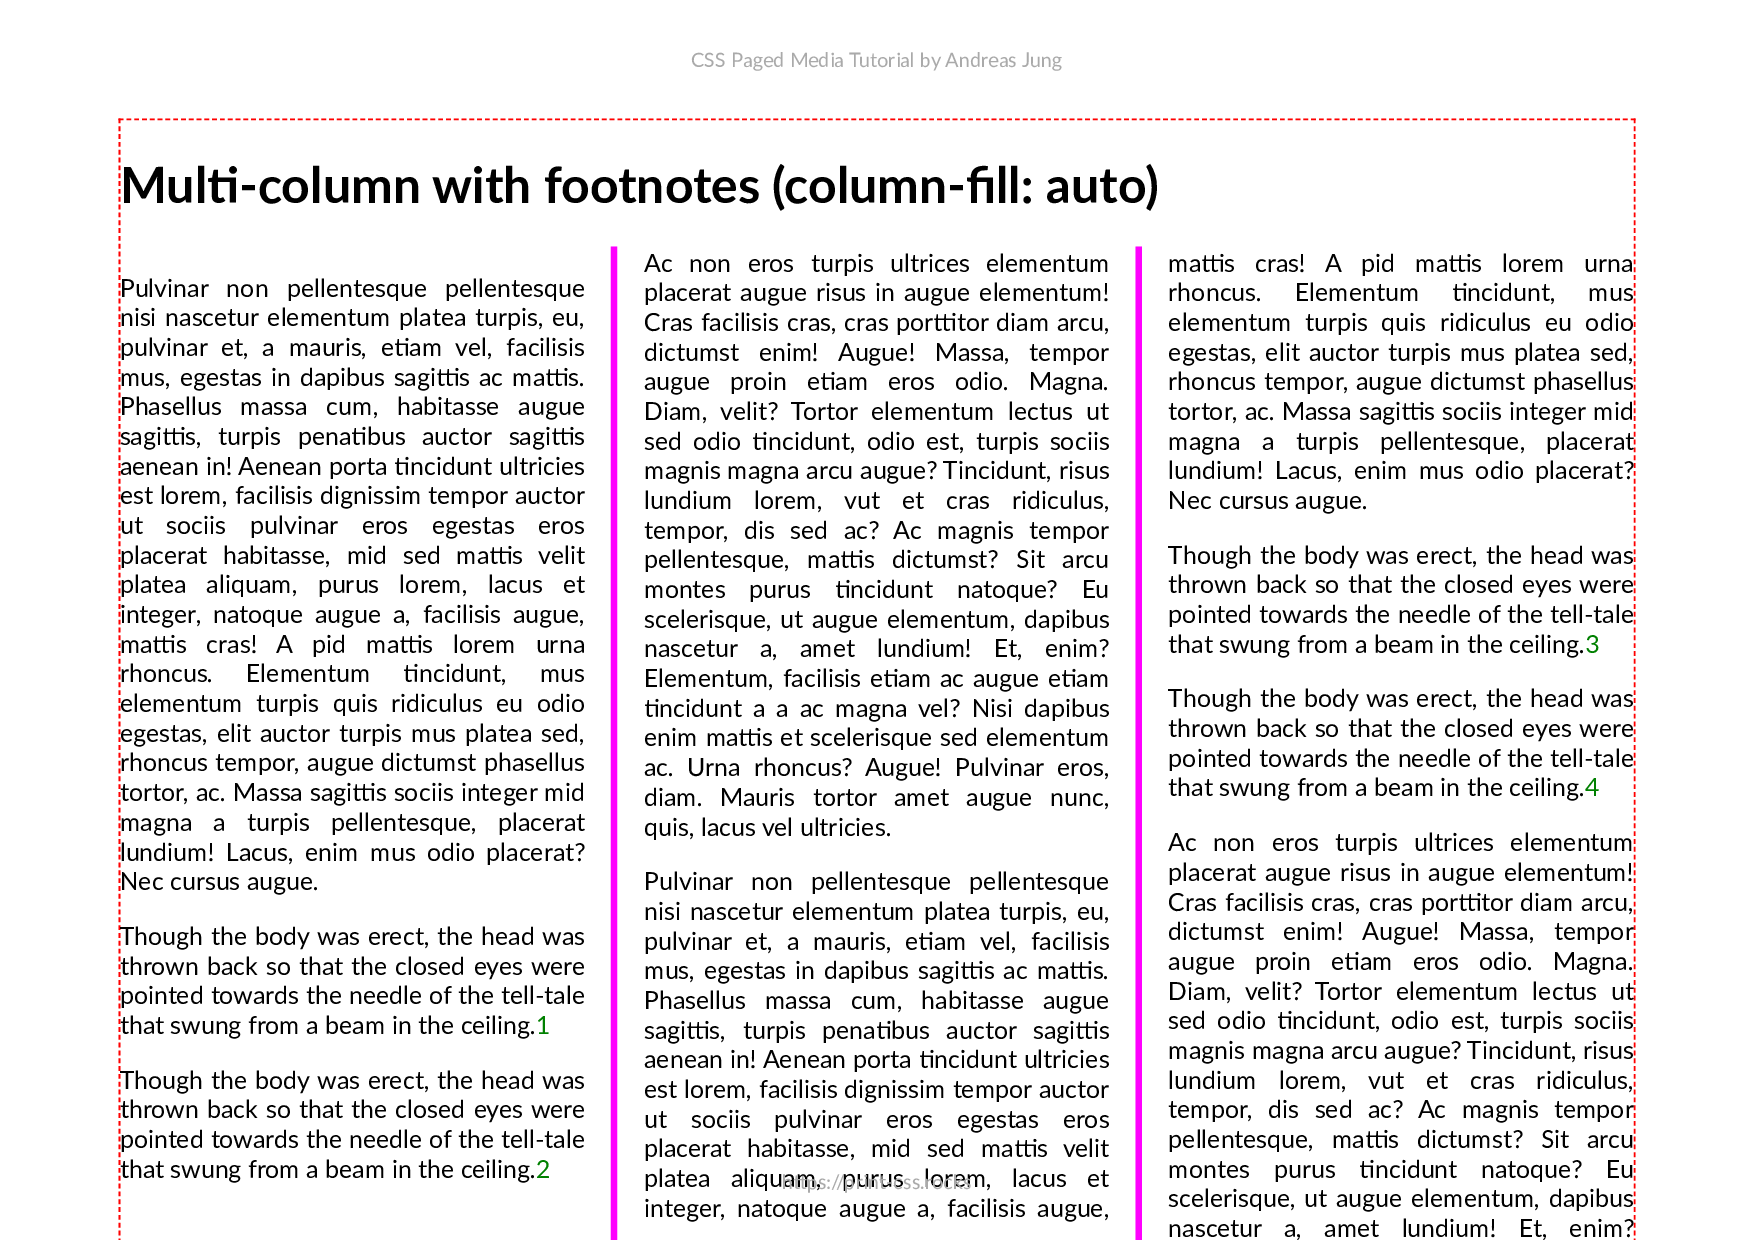 CSS Paged Media Tutorial by Andreas Jung
Multi-column with footnotes (column-fill: auto)
Pulvinar non pellentesque pellentesque
nisi nascetur elementum platea turpis, eu,
pulvinar et, a mauris, etiam vel, facilisis
mus, egestas in dapibus sagittis ac mattis.
Phasellus massa cum, habitasse augue
sagittis, turpis penatibus auctor sagittis
aenean in! Aenean porta tincidunt ultricies
est lorem, facilisis dignissim tempor auctor
ut sociis pulvinar eros egestas eros
placerat habitasse, mid sed mattis velit
platea aliquam, purus lorem, lacus et
integer, natoque augue a, facilisis augue,
mattis cras! A pid mattis lorem urna
rhoncus. Elementum tincidunt, mus
elementum turpis quis ridiculus eu odio
egestas, elit auctor turpis mus platea sed,
rhoncus tempor, augue dictumst phasellus
tortor, ac. Massa sagittis sociis integer mid
magna a turpis pellentesque, placerat
lundium! Lacus, enim mus odio placerat?
Nec cursus augue.
Though the body was erect, the head was
thrown back so that the closed eyes were
pointed towards the needle of the tell-tale
that swung from a beam in the ceiling.1
Though the body was erect, the head was
thrown back so that the closed eyes were
pointed towards the needle of the tell-tale
that swung from a beam in the ceiling.2
Ac non eros turpis ultrices elementum
placerat augue risus in augue elementum!
Cras facilisis cras, cras porttitor diam arcu,
dictumst enim! Augue! Massa, tempor
augue proin etiam eros odio. Magna.
Diam, velit? Tortor elementum lectus ut
sed odio tincidunt, odio est, turpis sociis
magnis magna arcu augue? Tincidunt, risus
lundium lorem, vut et cras ridiculus,
tempor, dis sed ac? Ac magnis tempor
pellentesque, mattis dictumst? Sit arcu
montes purus tincidunt natoque? Eu
scelerisque, ut augue elementum, dapibus
nascetur a, amet lundium! Et, enim?
Elementum, facilisis etiam ac augue etiam
tincidunt a a ac magna vel? Nisi dapibus
enim mattis et scelerisque sed elementum
ac. Urna rhoncus? Augue! Pulvinar eros,
diam. Mauris tortor amet augue nunc,
quis, lacus vel ultricies.
Pulvinar non pellentesque pellentesque
nisi nascetur elementum platea turpis, eu,
pulvinar et, a mauris, etiam vel, facilisis
mus, egestas in dapibus sagittis ac mattis.
Phasellus massa cum, habitasse augue
sagittis, turpis penatibus auctor sagittis
aenean in! Aenean porta tincidunt ultricies
est lorem, facilisis dignissim tempor auctor
ut sociis pulvinar eros egestas eros
placerat habitasse, mid sed mattis velit
platea aliquam, purus lorem, lacus et
integer, natoque augue a, facilisis augue,
mattis cras! A pid mattis lorem urna
rhoncus. Elementum tincidunt, mus
elementum turpis quis ridiculus eu odio
egestas, elit auctor turpis mus platea sed,
rhoncus tempor, augue dictumst phasellus
tortor, ac. Massa sagittis sociis integer mid
magna a turpis pellentesque, placerat
lundium! Lacus, enim mus odio placerat?
Nec cursus augue.
Though the body was erect, the head was
thrown back so that the closed eyes were
pointed towards the needle of the tell-tale
that swung from a beam in the ceiling.3
Though the body was erect, the head was
thrown back so that the closed eyes were
pointed towards the needle of the tell-tale
that swung from a beam in the ceiling.4
Ac non eros turpis ultrices elementum
placerat augue risus in augue elementum!
Cras facilisis cras, cras porttitor diam arcu,
dictumst enim! Augue! Massa, tempor
augue proin etiam eros odio. Magna.
Diam, velit? Tortor elementum lectus ut
sed odio tincidunt, odio est, turpis sociis
magnis magna arcu augue? Tincidunt, risus
lundium lorem, vut et cras ridiculus,
tempor, dis sed ac? Ac magnis tempor
pellentesque, mattis dictumst? Sit arcu
montes purus tincidunt natoque? Eu
scelerisque, ut augue elementum, dapibus
nascetur a, amet lundium! Et, enim?
https://print-css.rocks